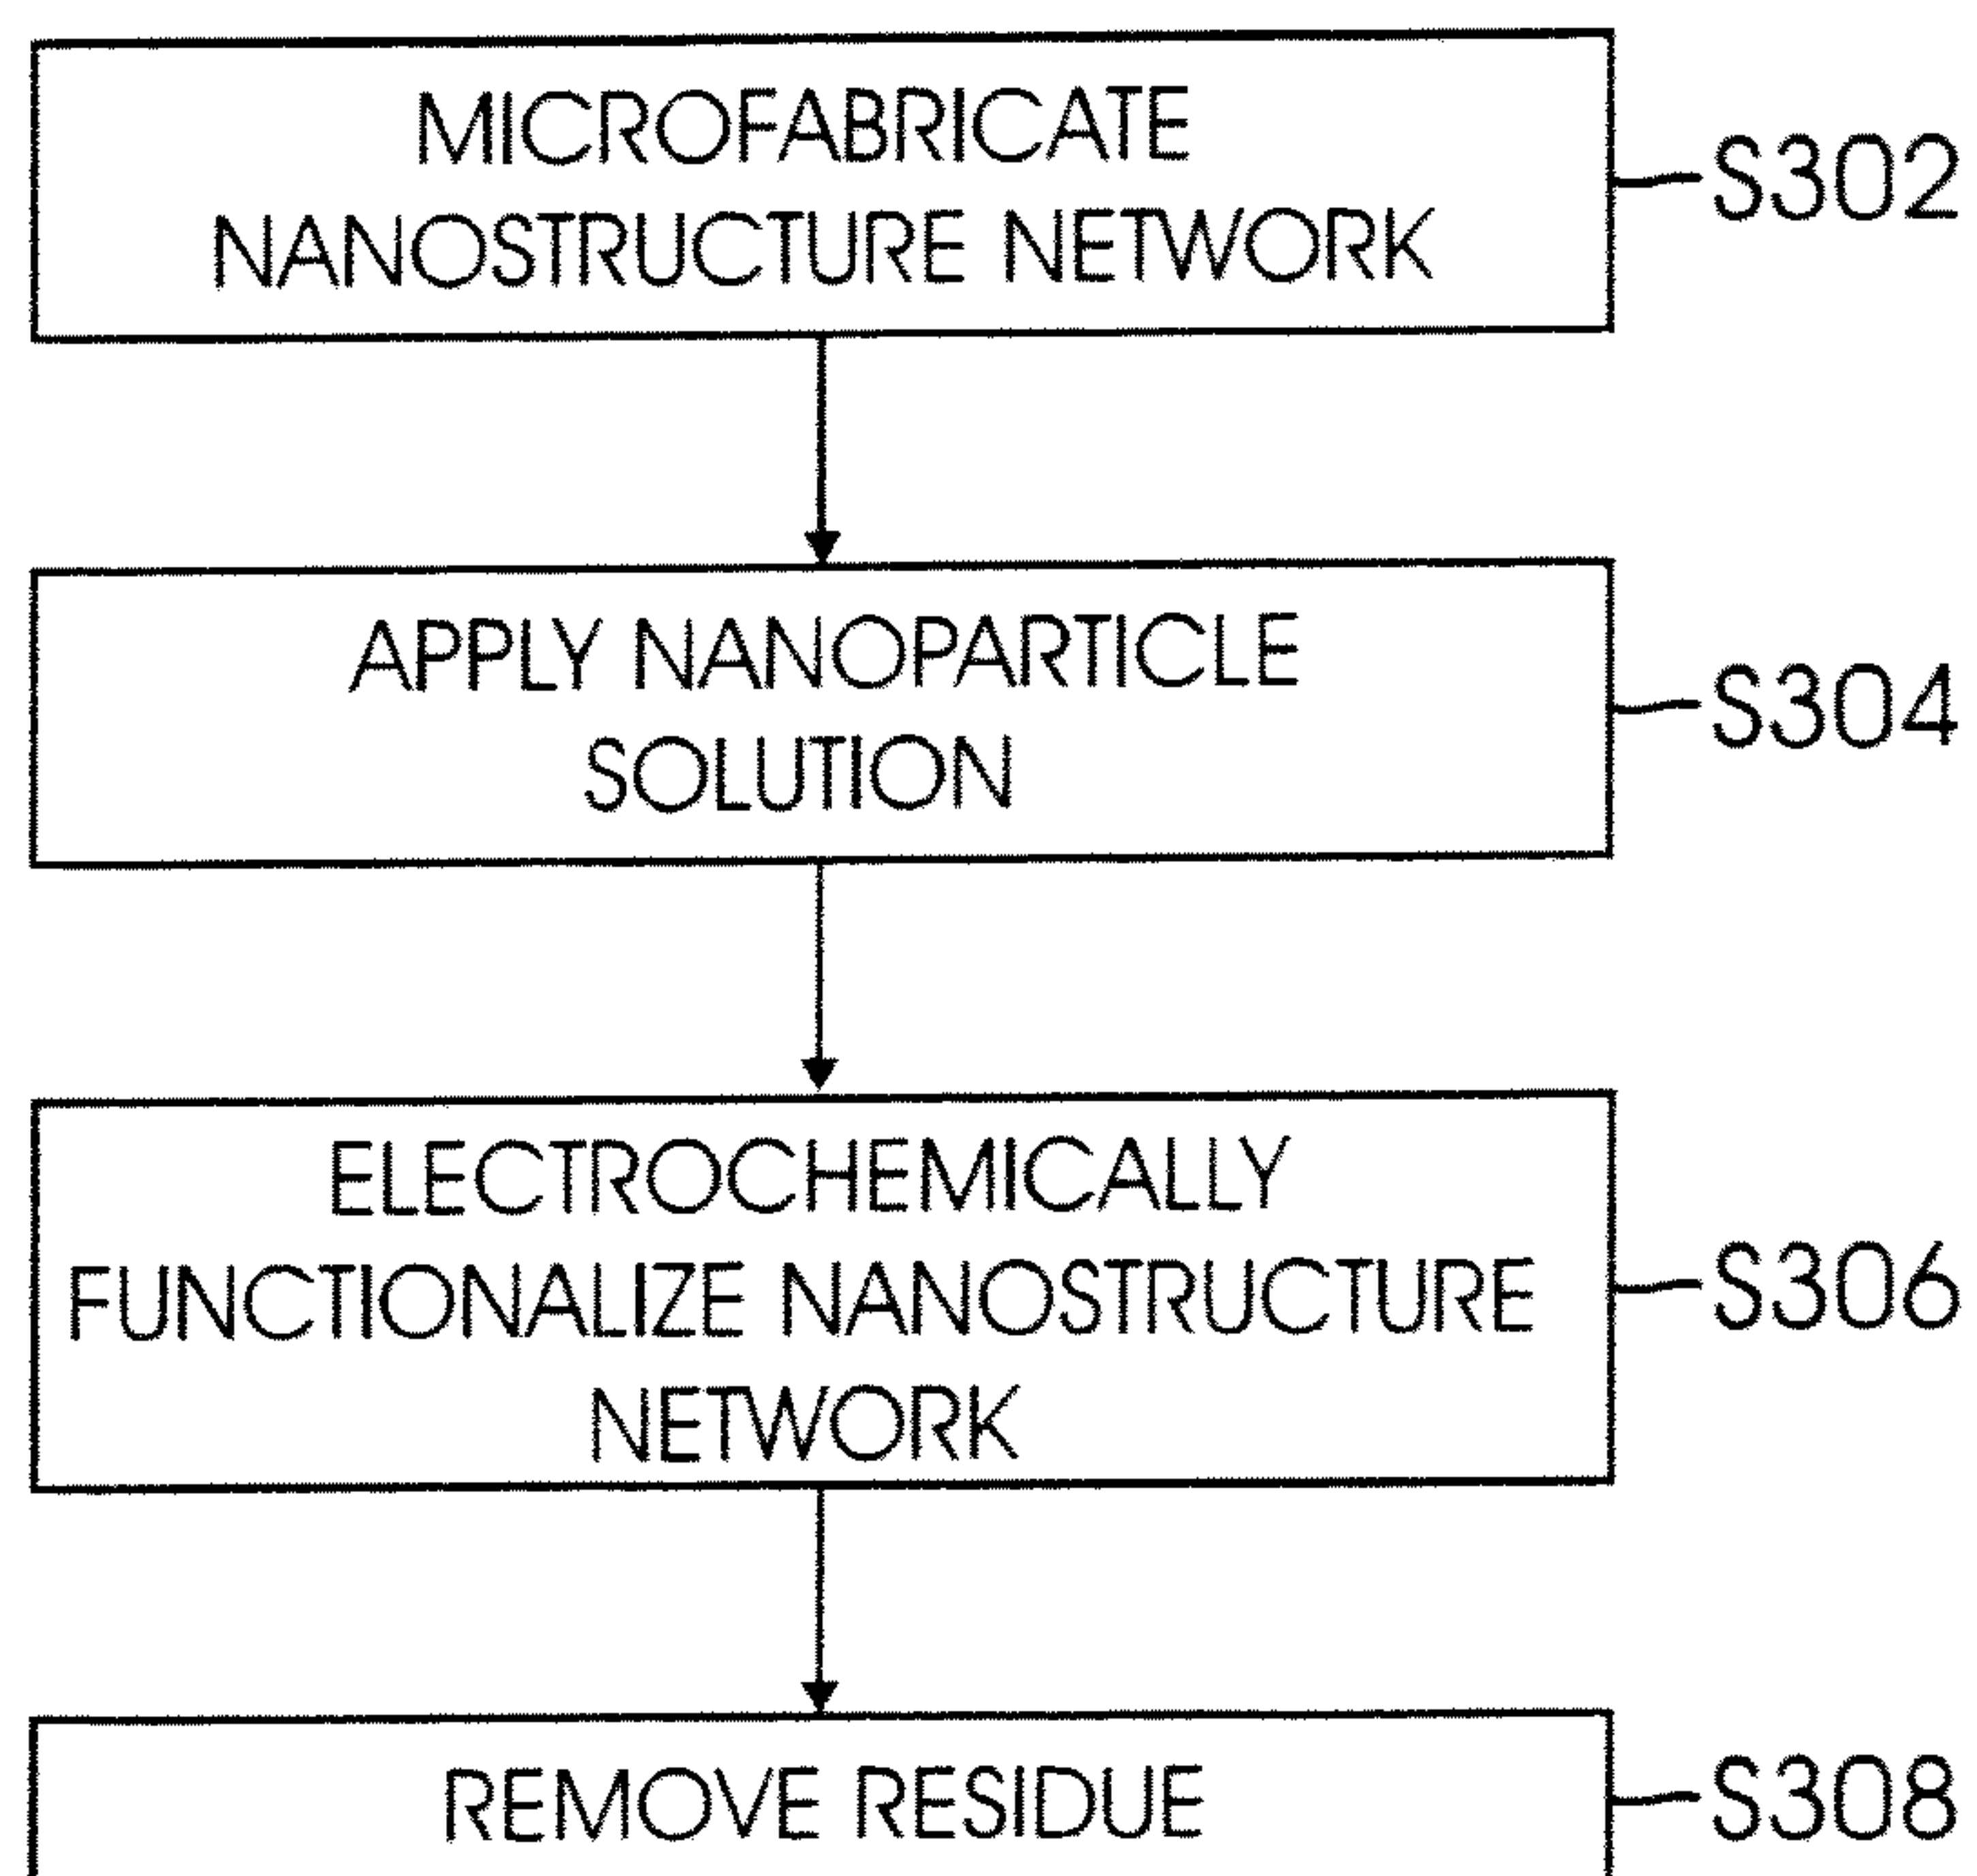 MICROFABRICATE
NANOSTRUCTURE NETWORK
S302
APPLY NANOPARTICLE
SOLUTION
S304
ELECTROCHEMICALLY
FUNCTIONALIZE NANOSTRUCTURE
NETWORK
S306
REMOVE RESIDUE
S308